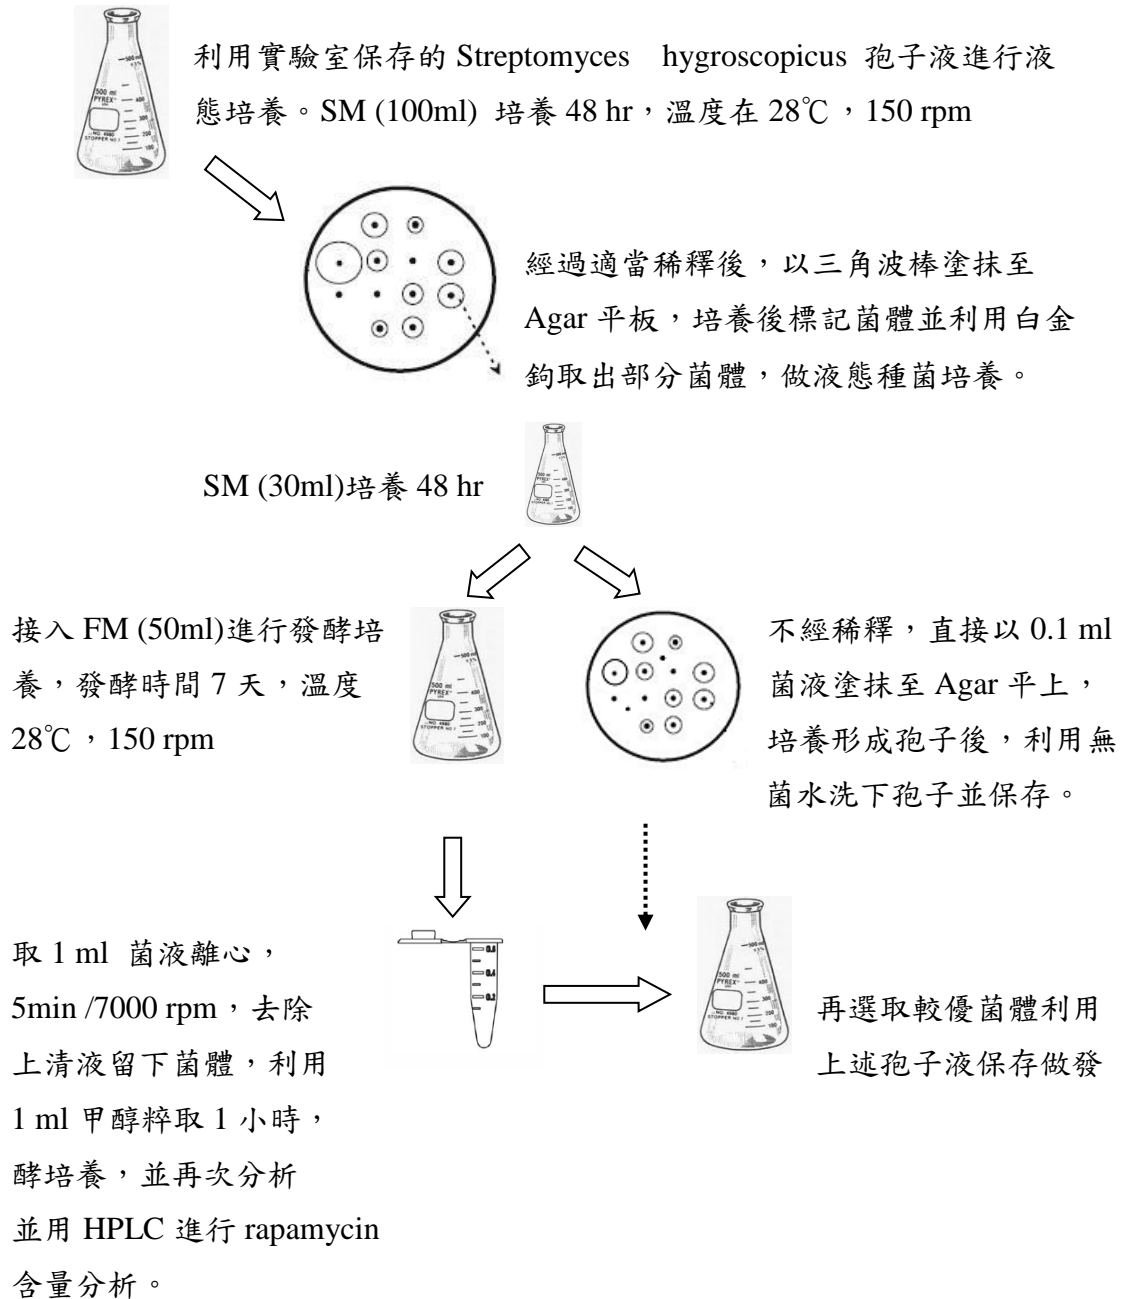 利用實驗室保存的 Streptomyces hygroscopicus 孢子液進行液
態培養。SM (100ml) 培養 48 hr，溫度在 28℃，150 rpm
經過適當稀釋後，以三角波棒塗抹至
Agar 平板，培養後標記菌體並利用白金
鉤取出部分菌體，做液態種菌培養。
SM (30ml)培養 48 hr
接入 FM (50ml)進行發酵培
養，發酵時間 7 天，溫度
28℃，150 rpm
不經稀釋，直接以 0.1 ml
菌液塗抹至 Agar 平上，
培養形成孢子後，利用無
菌水洗下孢子並保存。
取 1 ml 菌液離心，
5min /7000 rpm，去除
上清液留下菌體，利用
1 ml 甲醇粹取 1 小時，
酵培養，並再次分析
並用 HPLC 進行 rapamycin
含量分析。
再選取較優菌體利用
上述孢子液保存做發